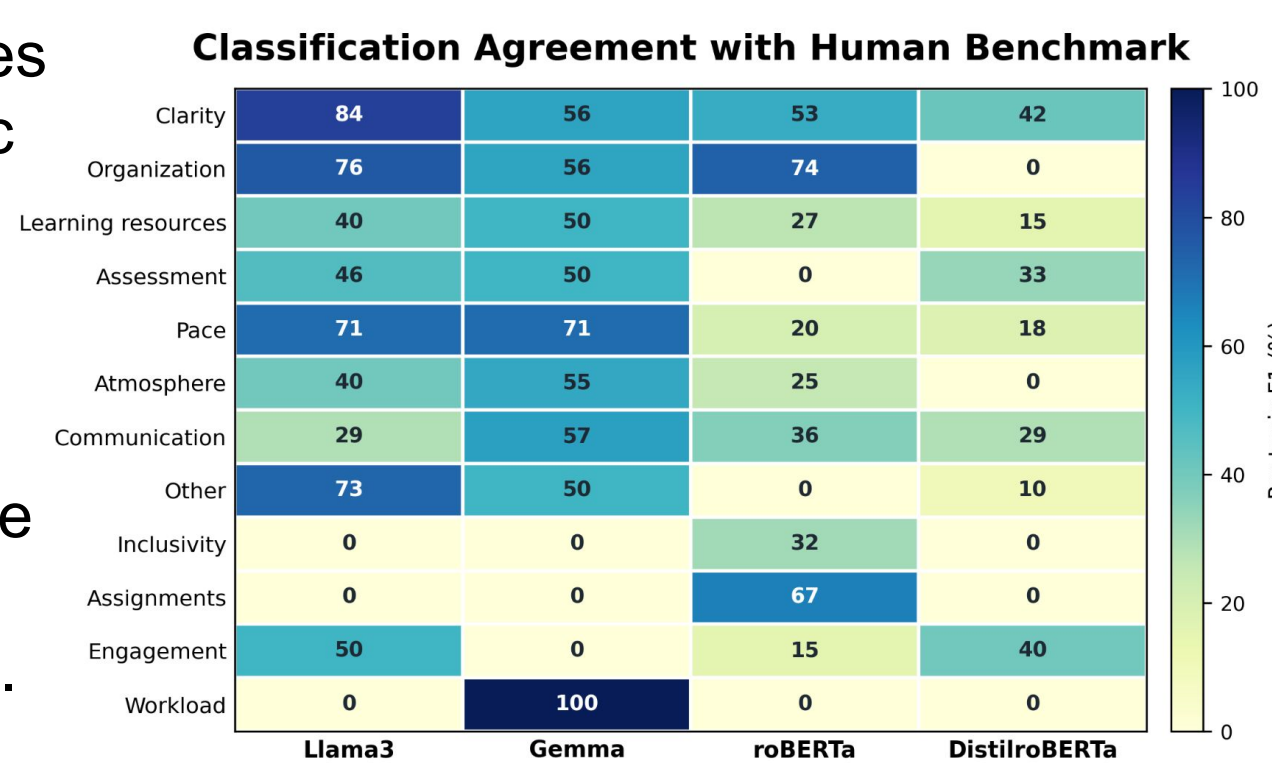 es
c
e
.
Classification Agreement with Human Benchmark
Clarity 84 56 53 42
Organization 76 56 74 0
Learning resources 40 50 27 15
Assessment 46 50 0 33
Pace 71 71 20 18
Atmosphere 40 55 25 0
Communication 29 57 36 29
Other 73 50 0 10
Inclusivity 0 0 32 0
Assignments 0 0 67 0
Engagement 50 0 15 40
Workload 0 100 0 0
Llama3 Gemma roBERTa DistilroBERTa
100
80
60
40
20
0